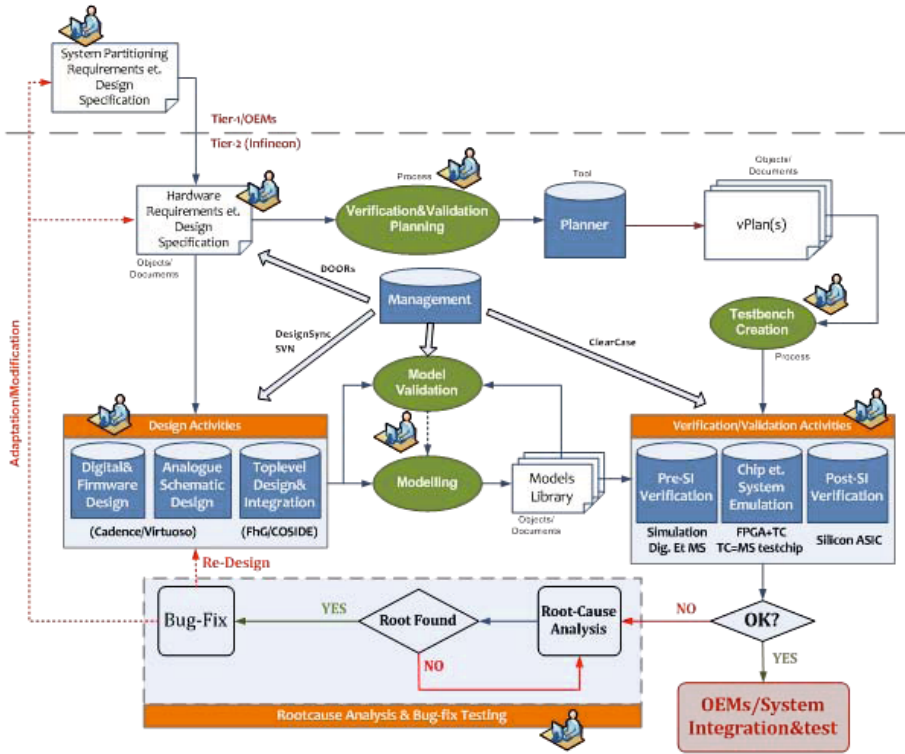 System Partitioning
Requirements et.
Design
Specification
Tier-1/OEMs
Tier-2 (Infineon)
Hardware
Requirements et.
Design
Specification
Objects/
Documents
Process
Verification&Validation
Planning
Tool
Planner
Objects/
Documents
vPlan(s)
DOORs
Management
DesignSync
SVN
ClearCase
Testbench
Creation
Process
Adaptation/Modification
Model
Validation
Design Activities
Digital&
Firmware
Design
Analogue
Schematic
Design
Toplevel
Design&
Integration
(Cadence/Virtuoso)
(FhG/COSIDE)
Modelling
Models
Library
Objects/
Documents
Verification/Validation Activities
Pre-SI
Verification
Chip et.
System
Emulation
Post-SI
Verification
Simulation
Dig. Et MS
FPGA+TC
TC=MS testchip
Silicon ASIC
Re-Design
Bug-Fix
YES
Root Found
NO
Root-Cause
Analysis
NO
OK?
YES
Rootcause Analysis & Bug-fix Testing
OEMs/System
Integration&test